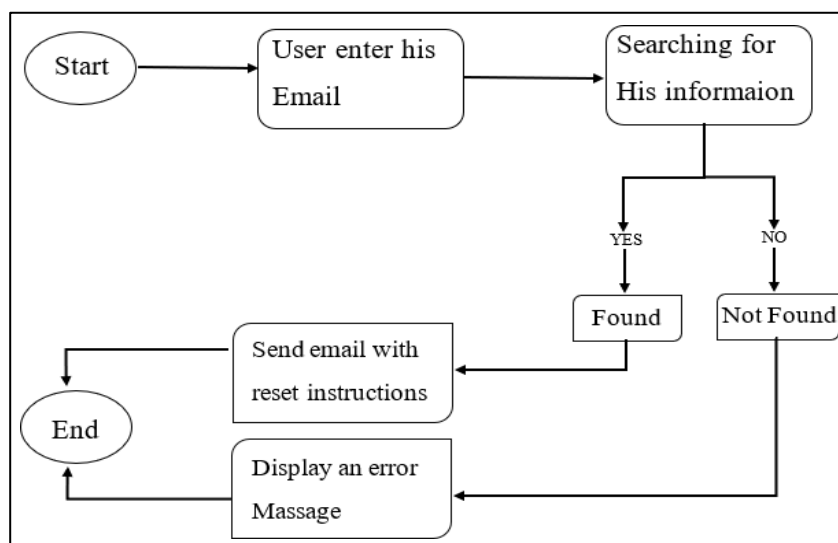 Start
User enter his
Email
Searching for
His informaion
YES
NO
Found
Not Found
Send email with
reset instructions
End
Display an error
Massage